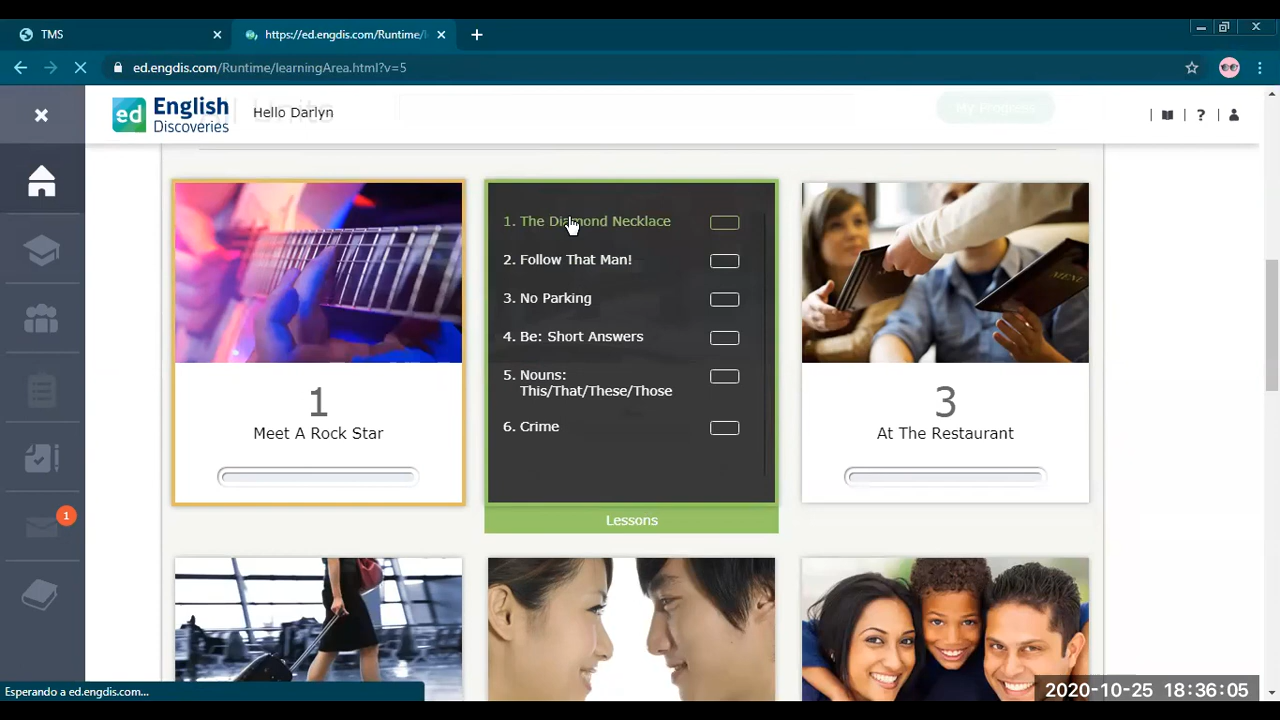 TMS
https://ed.engdis.com/Runtime/l
ed.engdis.com/Runtime/learningArea.html?v=5
ed
English
Discoveries
Hello Darlyn
Units
My Progress
?
1
Meet A Rock Star
1. The Diamond Necklace
2. Follow That Man!
3. No Parking
4. Be: Short Answers
5. Nouns:
This/That/These/Those
6. Crime
Lessons
3
At The Restaurant
1
Esperando a ed.engdis.com...
2020-10-25 18:36:05